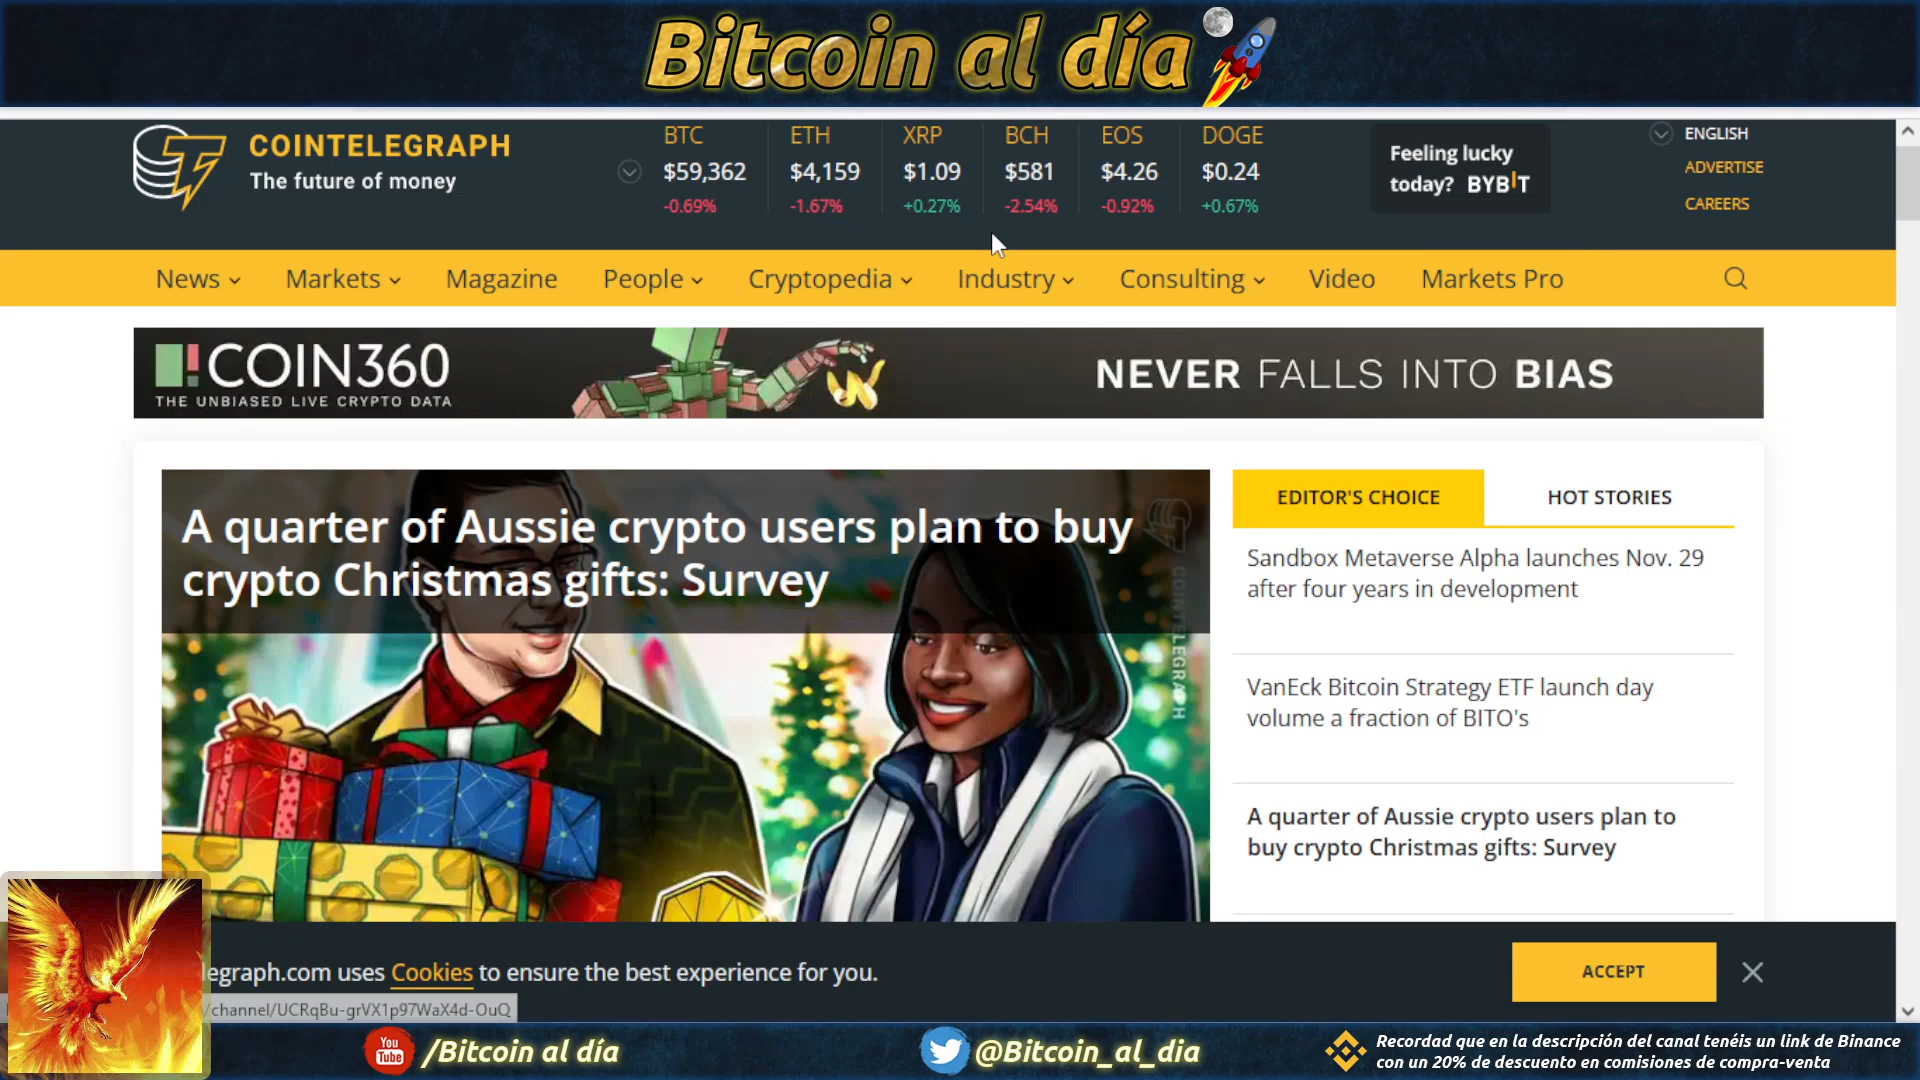 Bitcoin al día
COINTELEGRAPH
The future of money
BTC ETH XRP BCH EOS DOGE
$59,362 $4,159 $1.09 $581 $4.26 $0.24
-0.69% -1.67% +0.27% -2.54% -0.92% +0.67%
Feeling lucky
today? BYBIT
ENGLISH
ADVERTISE
CAREERS
News Markets Magazine People Cryptopedia Industry Consulting Video Markets Pro
COIN360
THE UNBIASED LIVE CRYPTO DATA
NEVER FALLS INTO BIAS
A quarter of Aussie crypto users plan to buy
crypto Christmas gifts: Survey
COINTELEGRAPH
EDITOR'S CHOICE HOT STORIES
Sandbox Metaverse Alpha launches Nov. 29
after four years in development
VanEck Bitcoin Strategy ETF launch day
volume a fraction of BITO's
A quarter of Aussie crypto users plan to
buy crypto Christmas gifts: Survey
legraph.com uses Cookies to ensure the best experience for you.
ACCEPT
/channel/UCRqBu-grVX1p97WaX4d-OuQ
You Tube /Bitcoin al día
@Bitcoin_al_dia
Recordad que en la descripción del canal tenéis un link de Binance
con un 20% de descuento en comisiones de compra-venta